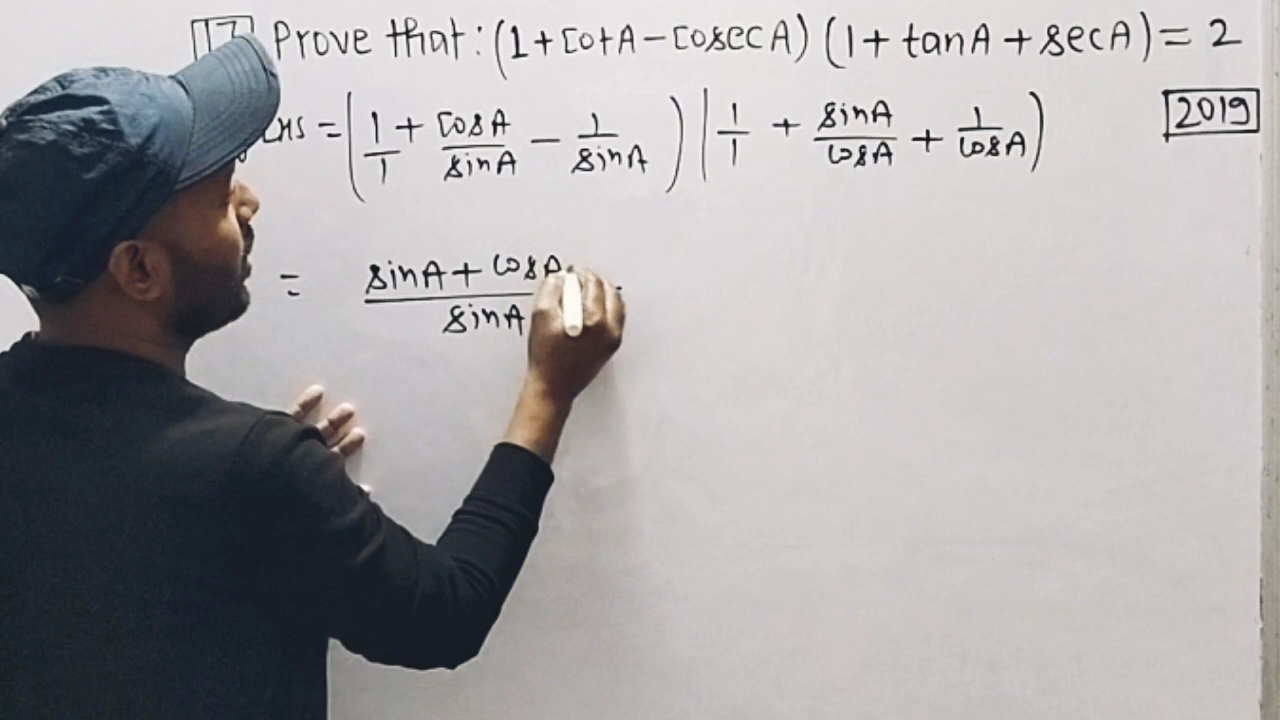 17 Prove that: (1+cotA-cosecA) (1+tanA+secA) = 2
LHS = (1/1 + cosA/sinA - 1/sinA) (1/1 + sinA/cosA + 1/cosA)
2019
= sinA+cosA/sinA